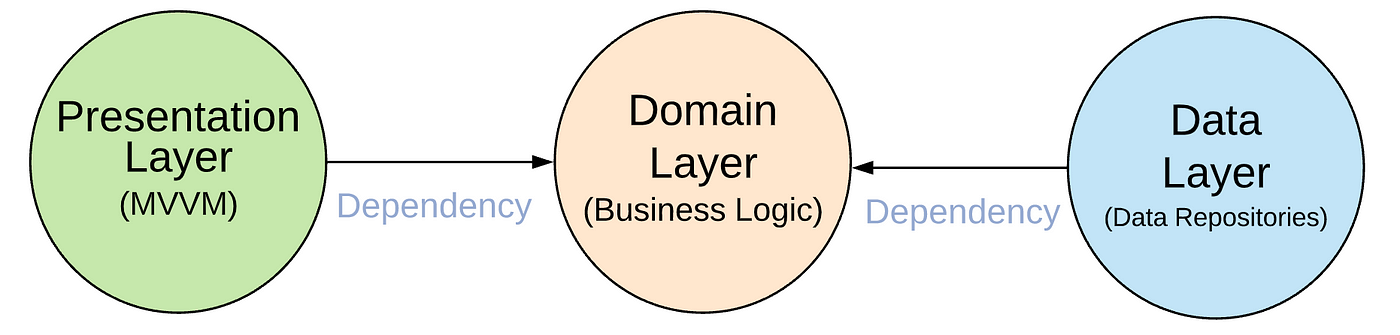 Presentation
Layer
(MVVM)
Dependency
Domain
Layer
(Business Logic)
Dependency
Data
Layer
(Data Repositories)